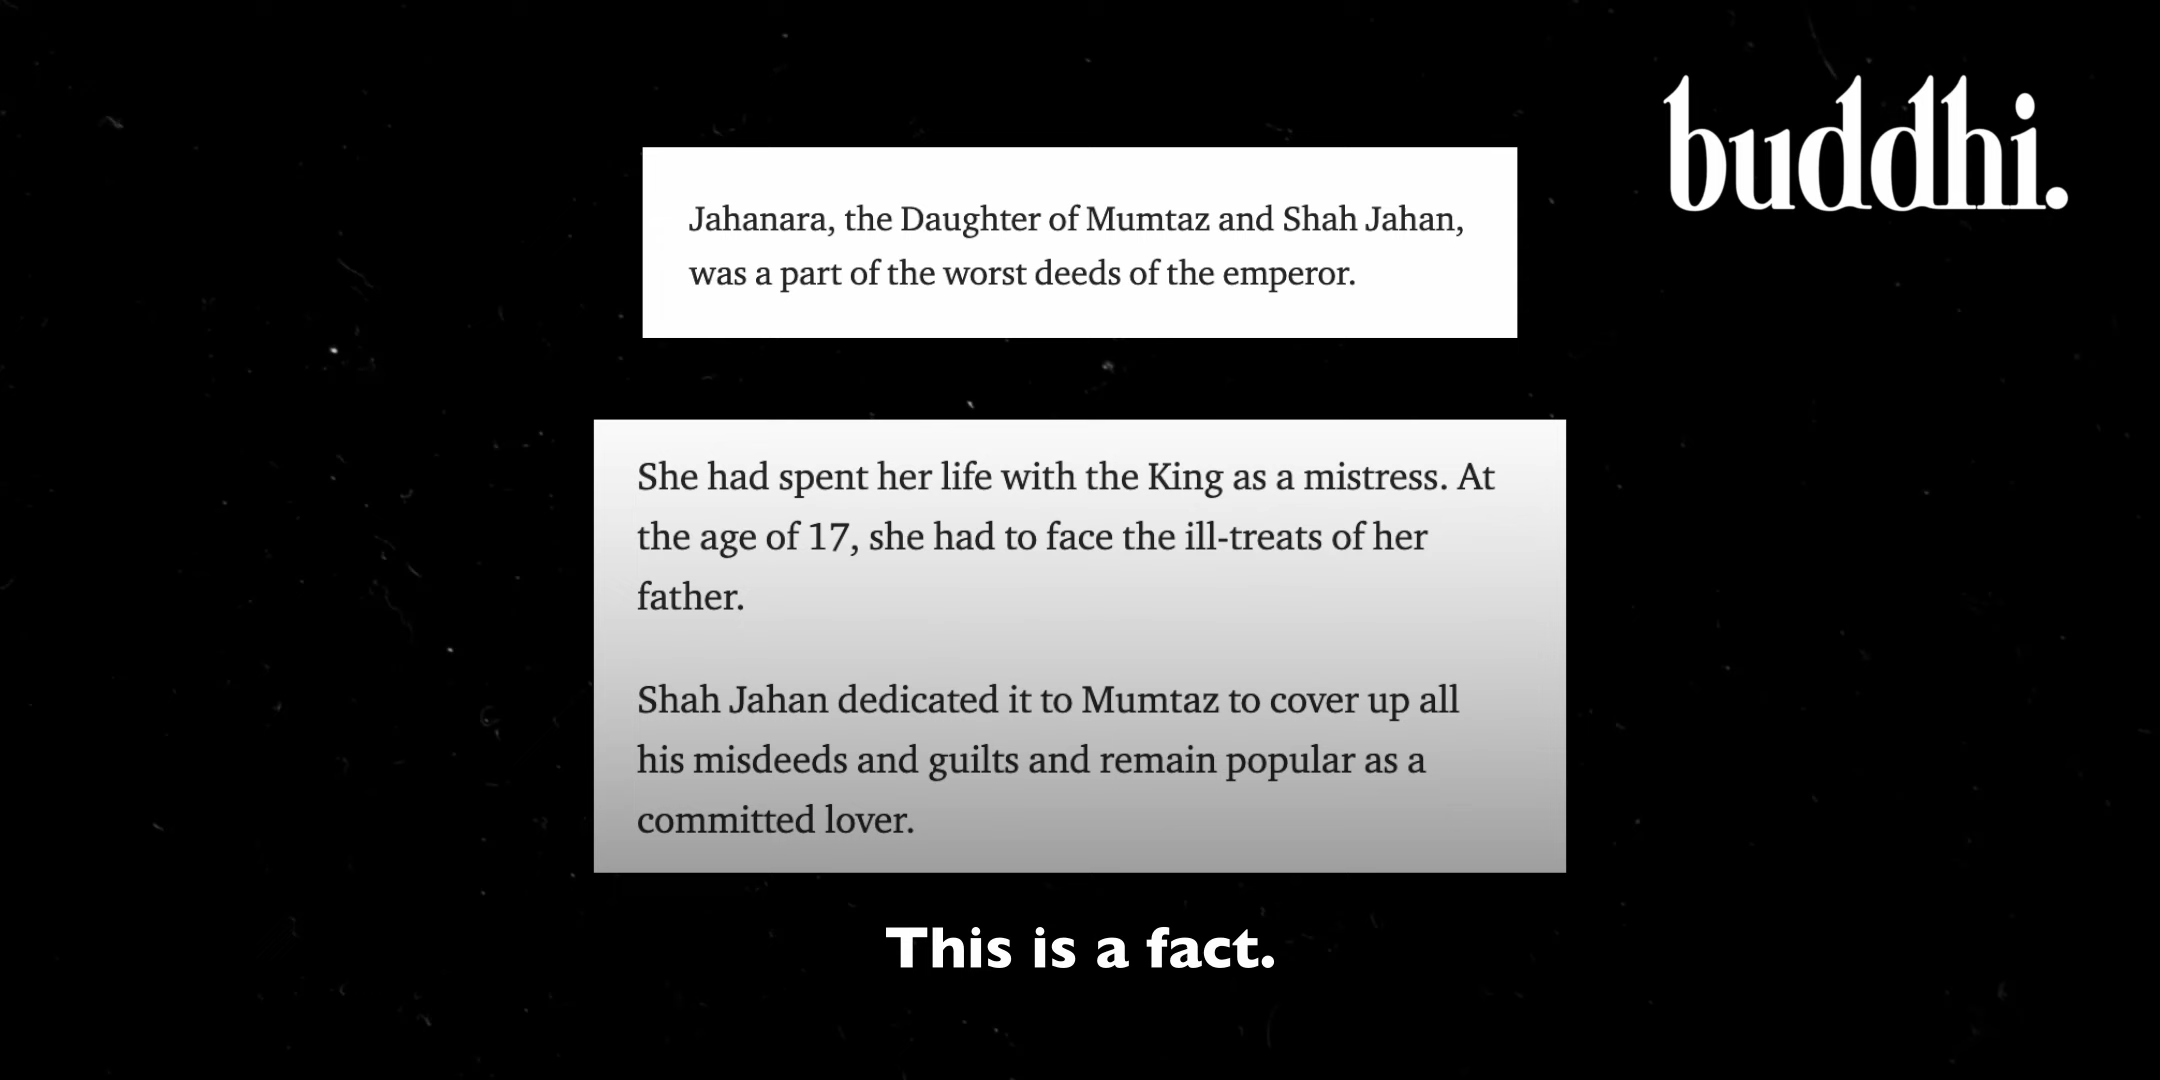 buddhi.
Jahanara, the Daughter of Mumtaz and Shah Jahan,
was a part of the worst deeds of the emperor.
She had spent her life with the King as a mistress. At
the age of 17, she had to face the ill-treats of her
father.
Shah Jahan dedicated it to Mumtaz to cover up all
his misdeeds and guilts and remain popular as a
committed lover.
This is a fact.